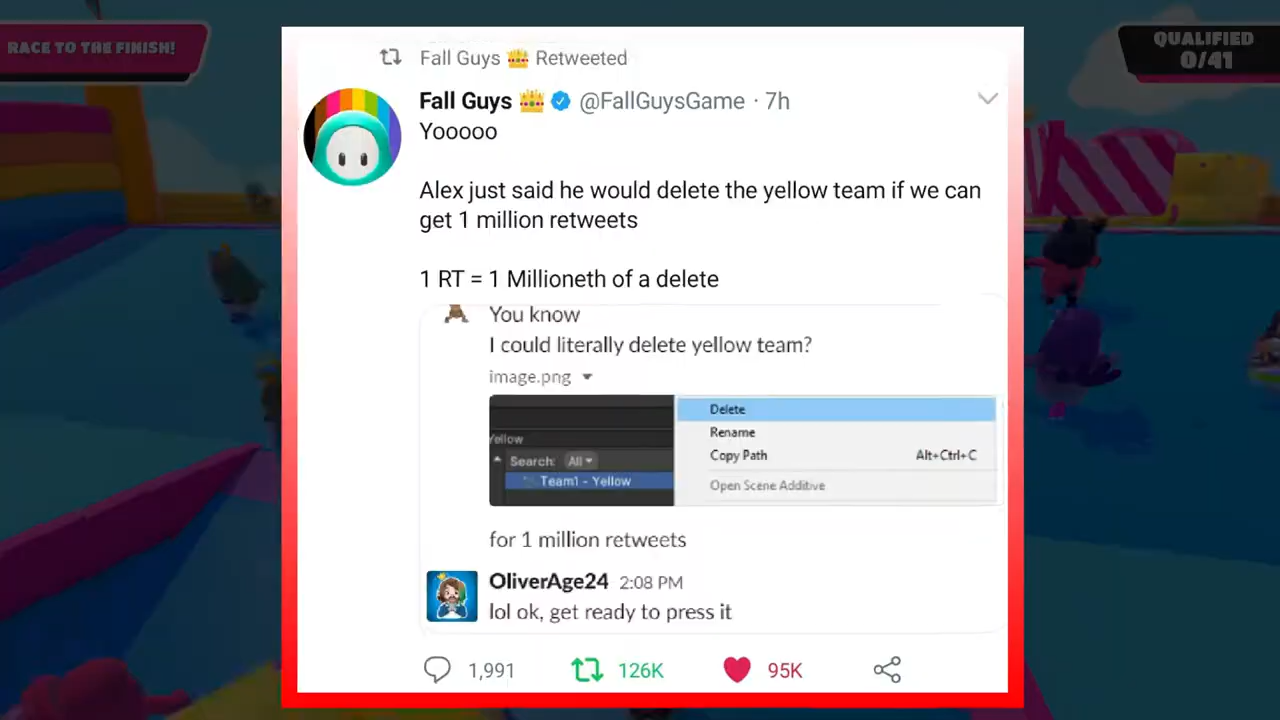 RACE TO THE FINISH!
QUALIFIED
0/41
Fall Guys 👑 Retweeted
Fall Guys 👑 @FallGuysGame · 7h
Yooooo
Alex just said he would delete the yellow team if we can
get 1 million retweets
1 RT = 1 Millioneth of a delete
You know
I could literally delete yellow team?
image.png
Yellow
Search: All
Team1 - Yellow
Delete
Rename
Copy Path Alt+Ctrl+C
Open Scene Additive
for 1 million retweets
OliverAge24 2:08 PM
lol ok, get ready to press it
1,991 126K 95K